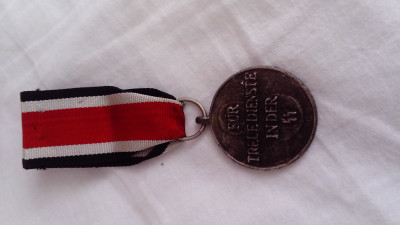 FÜR
TREUE DIENSTE
IN DER
ᛋᛋ